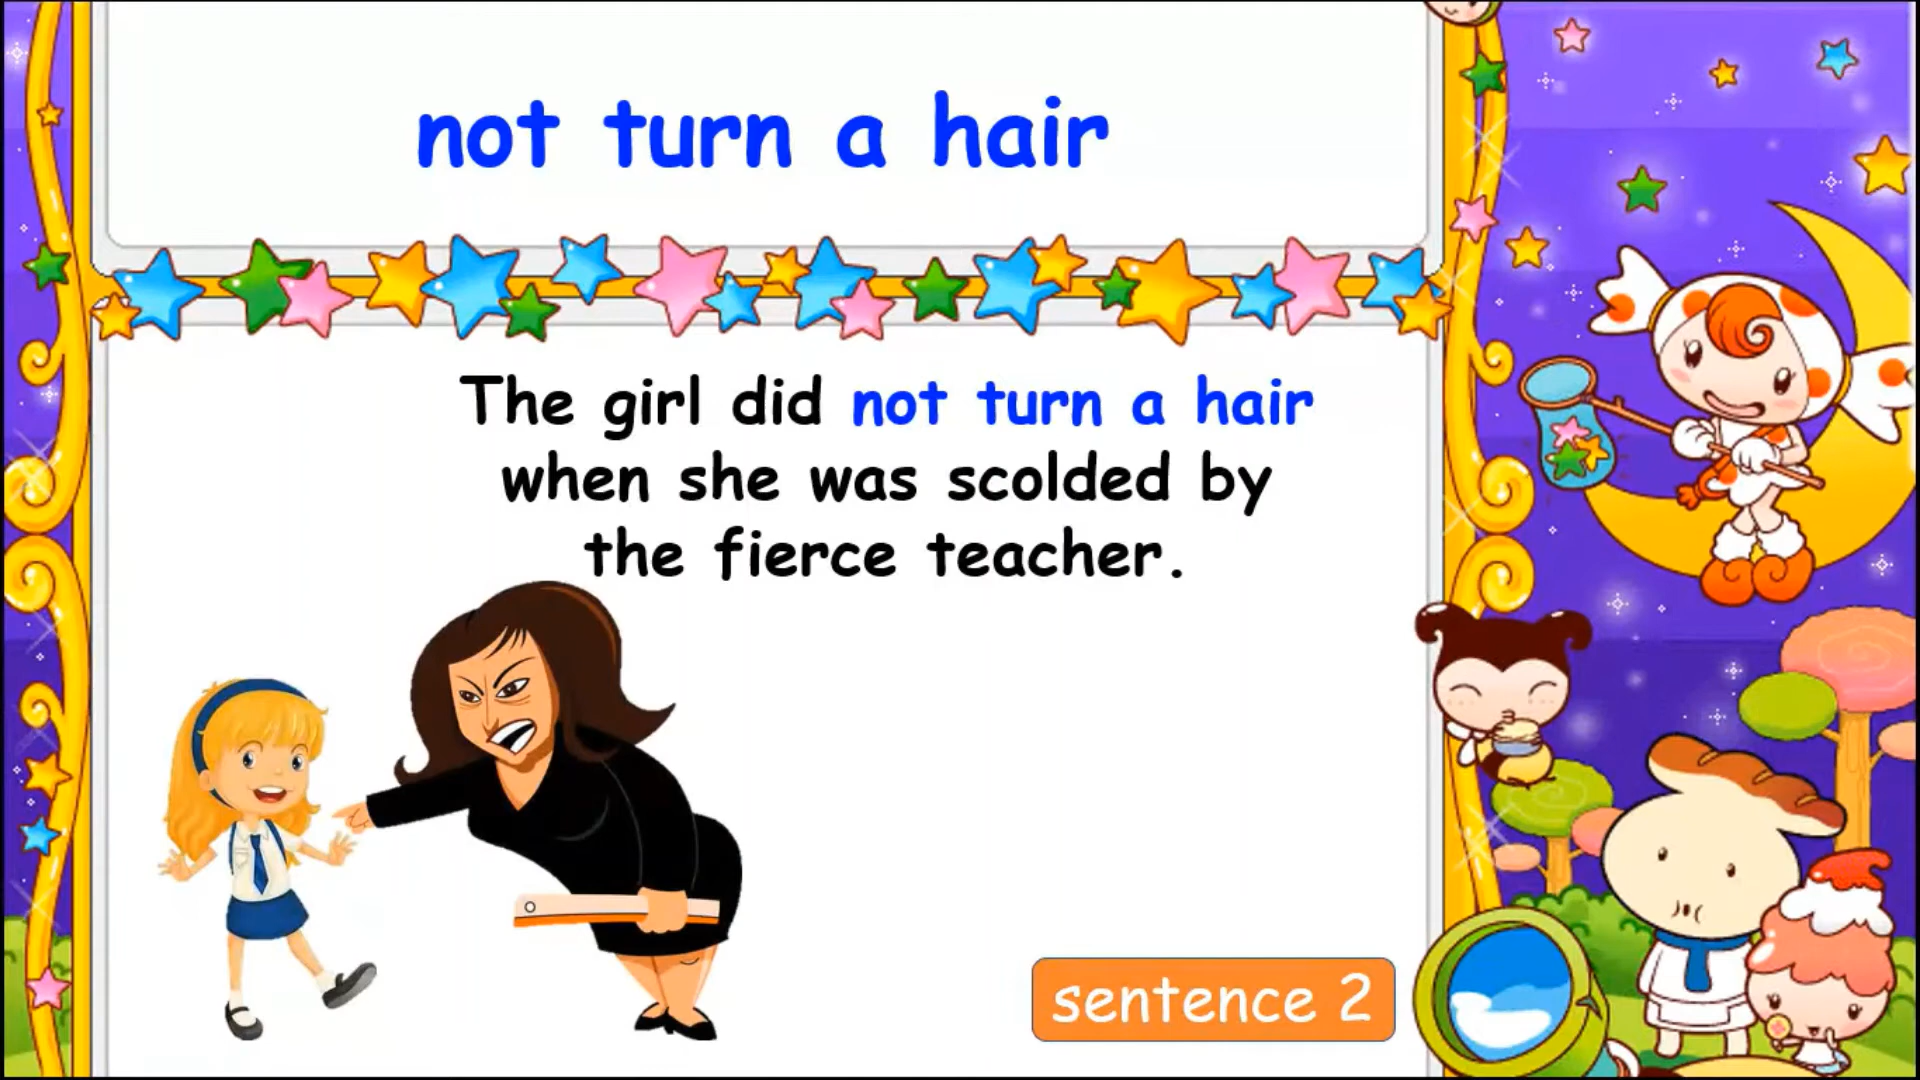 not turn a hair
The girl did not turn a hair
when she was scolded by
the fierce teacher.
sentence 2